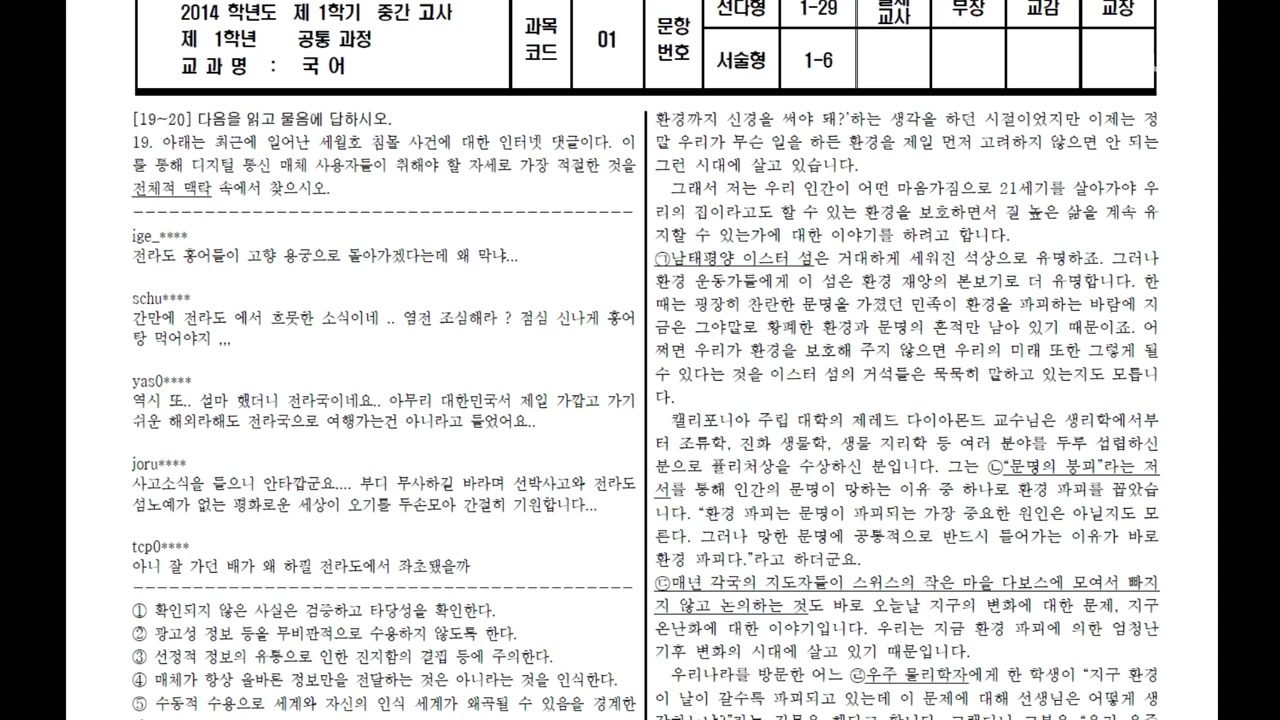 2014 학년도 제 1학기 중간 고사
제 1학년 공통 과정
교 과 명 : 국 어
과목
코드
01
문항
번호
선다형
1-29
서술형
1-6
교사
부장
교감
교장
[19~20] 다음을 읽고 물음에 답하시오.
19. 아래는 최근에 일어난 세월호 침몰 사건에 대한 인터넷 댓글이다. 이
를 통해 디지털 통신 매체 사용자들이 취해야 할 자세로 가장 적절한 것을
전체적 맥락 속에서 찾으시오.
ige_****
전라도 홍어들이 고향 용궁으로 돌아가겠다는데 왜 막냐...
schu****
간만에 전라도 에서 흐뭇한 소식이네 .. 염전 조심해라 ? 점심 신나게 홍어
탕 먹어야지 ,,,
yas0****
역시 또.. 설마 했더니 전라국이네요.. 아무리 대한민국서 제일 가깝고 가기
쉬운 해외라해도 전라국으로 여행가는건 아니라고 들었어요..
joru****
사고소식을 들으니 안타깝군요.... 부디 무사하길 바라며 선박사고와 전라도
섬노예가 없는 평화로운 세상이 오기를 두손모아 간절히 기원합니다...
tcp0****
아니 잘 가던 배가 왜 하필 전라도에서 좌초됐을까
① 확인되지 않은 사실은 검증하고 타당성을 확인한다.
② 광고성 정보 등을 무비판적으로 수용하지 않도록 한다.
③ 선정적 정보의 유통으로 인한 진지함의 결핍 등에 주의한다.
④ 매체가 항상 올바른 정보만을 전달하는 것은 아니라는 것을 인식한다.
⑤ 수동적 수용으로 세계와 자신의 인식 세계가 왜곡될 수 있음을 경계한
환경까지 신경을 써야 돼?'하는 생각을 하던 시절이었지만 이제는 정
말 우리가 무슨 일을 하든 환경을 제일 먼저 고려하지 않으면 안 되는
그런 시대에 살고 있습니다.
그래서 저는 우리 인간이 어떤 마음가짐으로 21세기를 살아가야 우
리의 집이라고도 할 수 있는 환경을 보호하면서 질 높은 삶을 계속 유
지할 수 있는가에 대한 이야기를 하려고 합니다.
㉠남태평양 이스터 섬은 거대하게 세워진 석상으로 유명하죠. 그러나
환경 운동가들에게 이 섬은 환경 재앙의 본보기로 더 유명합니다. 한
때는 굉장히 찬란한 문명을 가졌던 민족이 환경을 파괴하는 바람에 지
금은 그야말로 황폐한 환경과 문명의 흔적만 남아 있기 때문이죠. 어
쩌면 우리가 환경을 보호해 주지 않으면 우리의 미래 또한 그렇게 될
수 있다는 것을 이스터 섬의 거석들은 묵묵히 말하고 있는지도 모릅니
다.
캘리포니아 주립 대학의 제레드 다이아몬드 교수님은 생리학에서부
터 조류학, 진화 생물학, 생물 지리학 등 여러 분야를 두루 섭렵하신
분으로 퓰리처상을 수상하신 분입니다. 그는 ㉡"문명의 붕괴"라는 저
서를 통해 인간의 문명이 망하는 이유 중 하나로 환경 파괴를 꼽았습
니다. "환경 파괴는 문명이 파괴되는 가장 중요한 원인은 아닐지도 모
른다. 그러나 망한 문명에 공통적으로 반드시 들어가는 이유가 바로
환경 파괴다."라고 하더군요.
㉢매년 각국의 지도자들이 스위스의 작은 마을 다보스에 모여서 빠지
지 않고 논의하는 것도 바로 오늘날 지구의 변화에 대한 문제, 지구
온난화에 대한 이야기입니다. 우리는 지금 환경 파괴에 의한 엄청난
기후 변화의 시대에 살고 있기 때문입니다.
우리나라를 방문한 어느 ㉣우주 물리학자에게 한 학생이 "지구 환경
이 날이 갈수록 파괴되고 있는데 이 문제에 대해 선생님은 어떻게 생